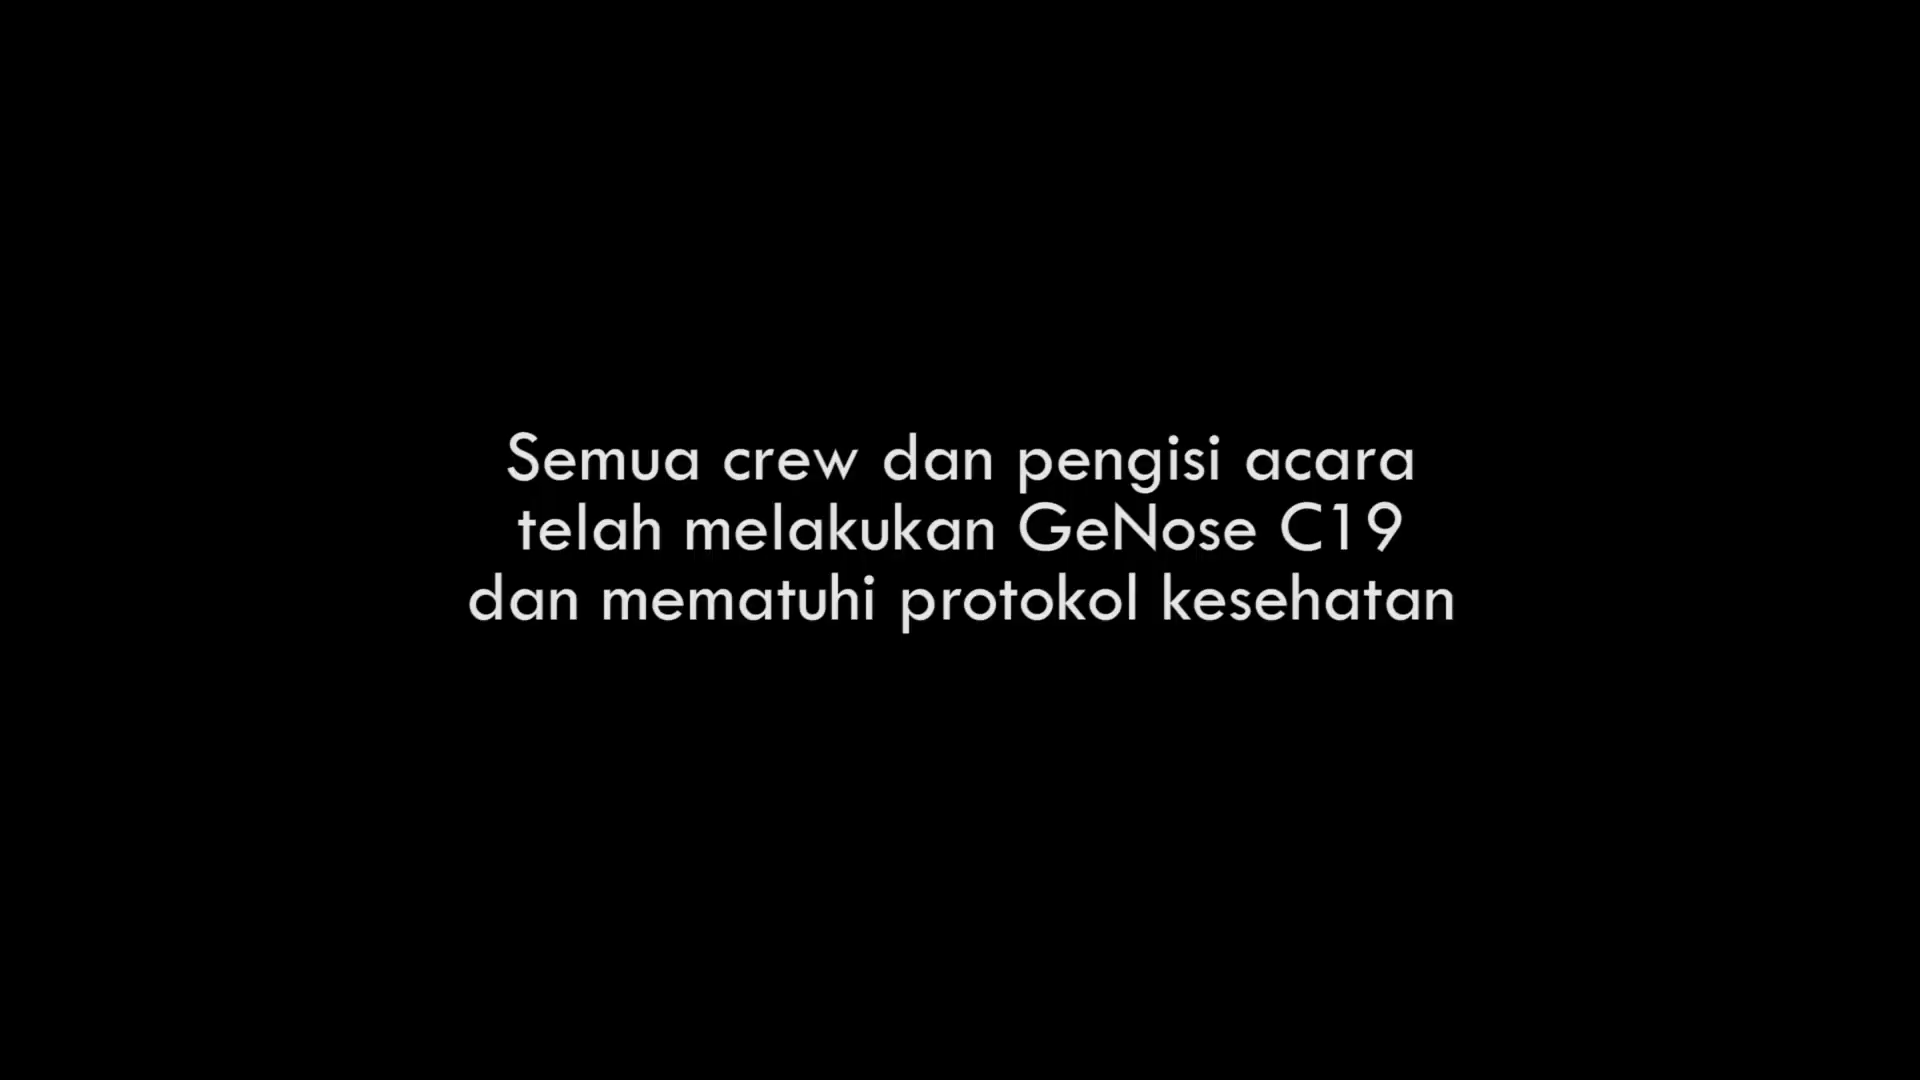 Semua crew dan pengisi acara
telah melakukan GeNose C19
dan mematuhi protokol kesehatan